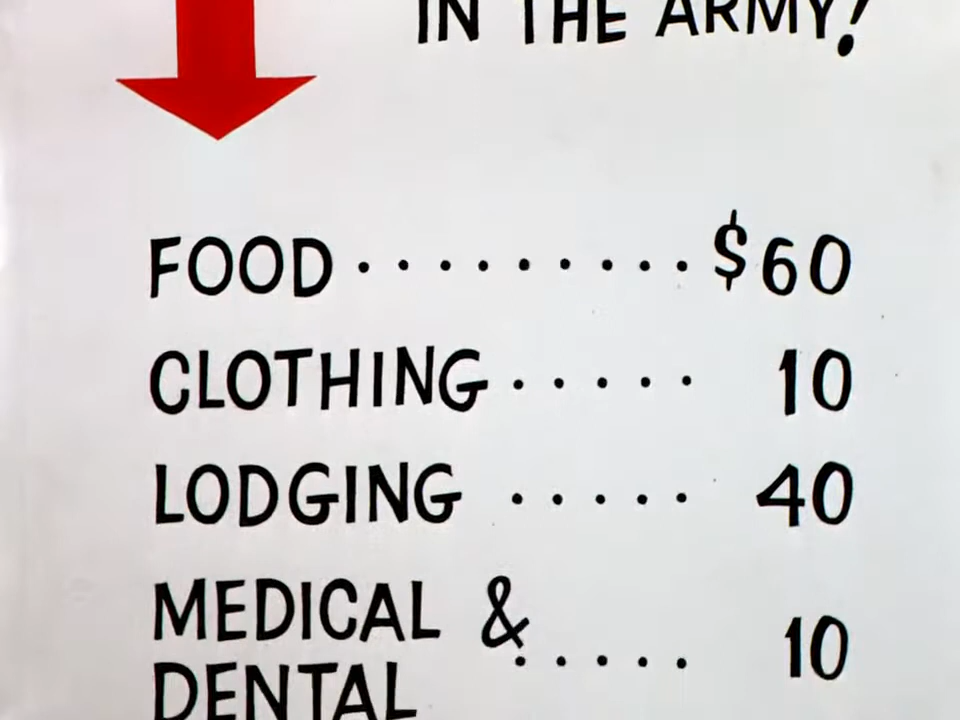 IN THE ARMY!
FOOD.........$60
CLOTHING.....10
LODGING.....40
MEDICAL &
DENTAL.....10